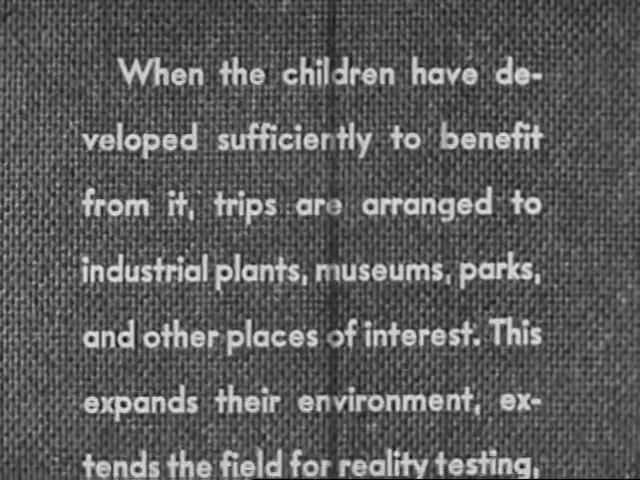 When the children have de-
veloped sufficiently to benefit
from it, trips are arranged to
industrial plants, museums, parks,
and other places of interest. This
expands their environment, ex-
tends the field for reality testing,